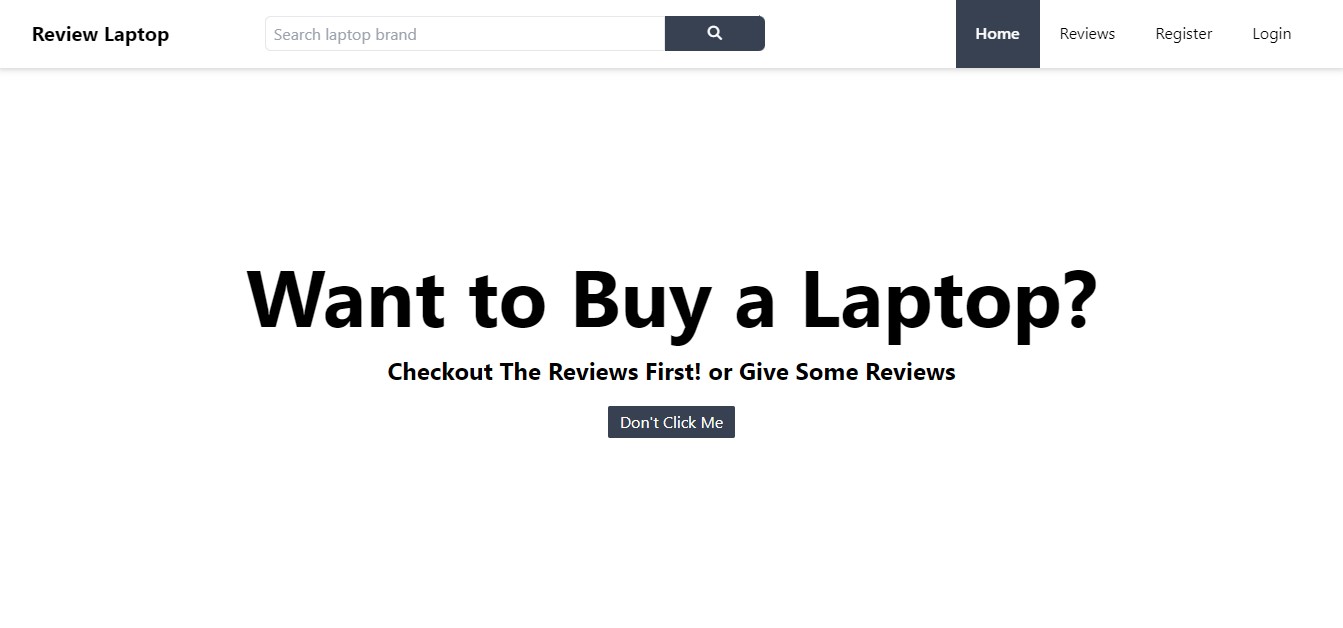 Review Laptop
Search laptop brand
Home
Reviews
Register
Login
Want to Buy a Laptop?
Checkout The Reviews First! or Give Some Reviews
Don't Click Me